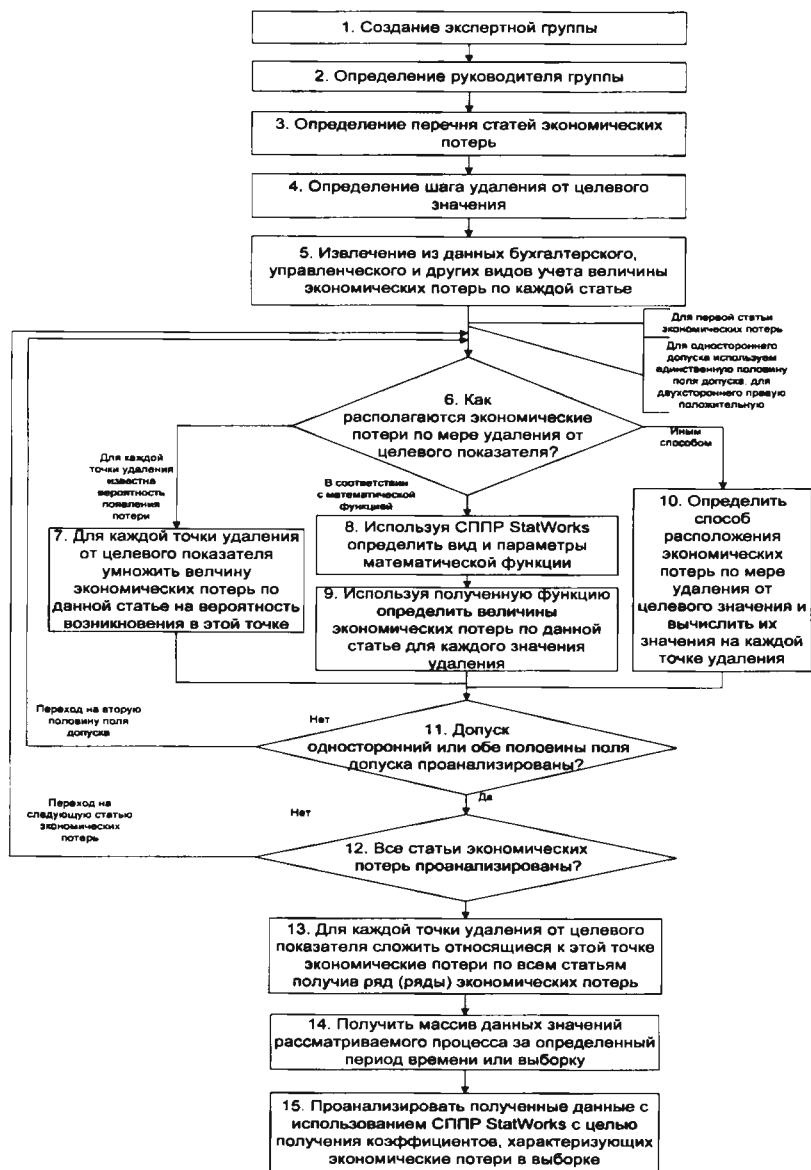 1. Создание экспертной группы
2. Определение руководителя группы
3. Определение перечня статей экономических
потерь
4. Определение шага удаления от целевого
значения
5. Извлечение из данных бухгалтерского,
управленческого и других видов учета величины
экономических потерь по каждой статье
Для первой статьи
экономических потерь
Для одностороннего
допуска используем
единственную половину
поля допуска, для
двухстороннего правую
положительную
6. Как
располагаются экономические
потери по мере удаления от
целевого показателя?
Для каждой
точки удаления
известна
вероятность
появления
потери
В соответствии
с математической
функцией
Иным
способом
7. Для каждой точки удаления
от целевого показателя
умножить велчину
экономических потерь по
данной статье на вероятность
возникновения в этой точке
8. Используя СППР StatWorks
определить вид и параметры
математической функции
9. Используя полученную функцию
определить величины
экономических потерь по данной
статье для каждого значения
удаления
10. Определить
способ
расположения
экономических
потерь по мере
удаления от
целевого значения и
вычислить их
значения на каждой
точке удаления
Переход на вторую
половину поля
допуска
Нет
11. Допуск
односторонний или обе половины поля
допуска проанализированы?
Да
Переход на
следующую статью
экономических
потерь
Нет
12. Все статьи экономических
потерь проанализированы?
13. Для каждой точки удаления от целевого
показателя сложить относящиеся к этой точке
экономические потери по всем статьям
получив ряд (ряды) экономических потерь
14. Получить массив данных значений
рассматриваемого процесса за определенный
период времени или выборку
15. Проанализировать полученные данные с
использованием СППР StatWorks с целью
получения коэффициентов, характеризующих
экономические потери в выборке